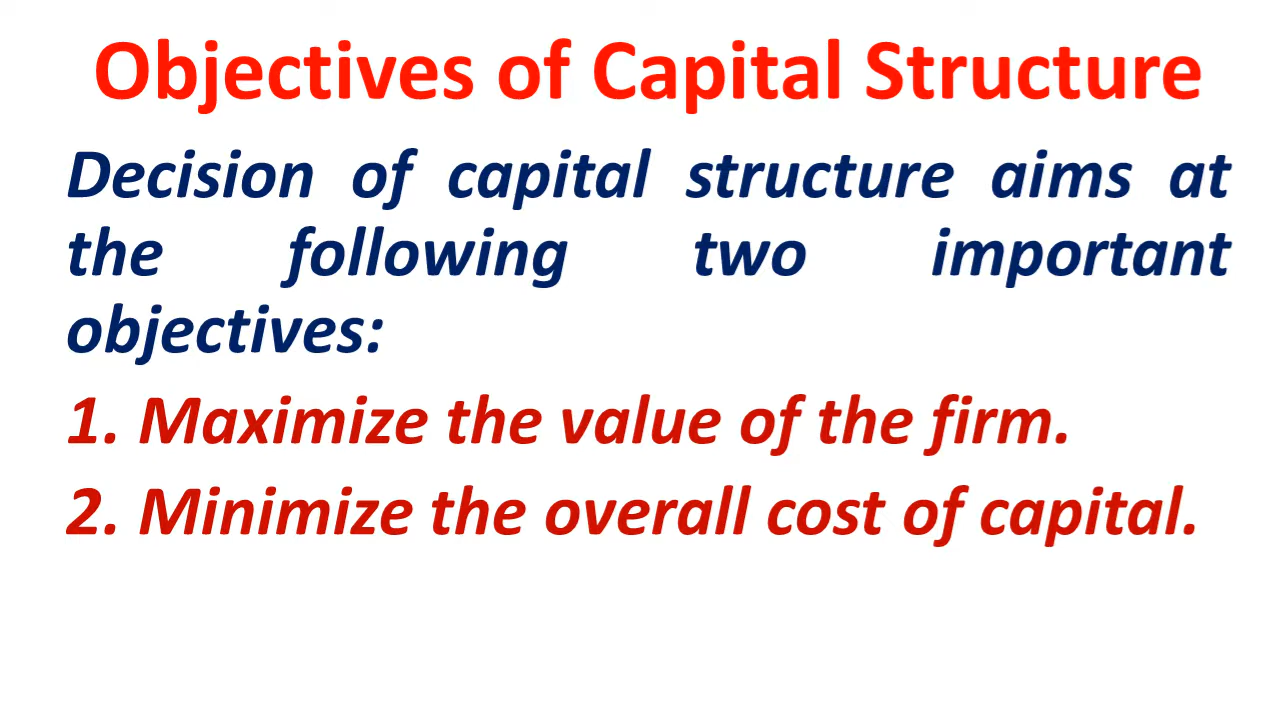 Objectives of Capital Structure
Decision of capital structure aims at
the following two important
objectives:
1. Maximize the value of the firm.
2. Minimize the overall cost of capital.